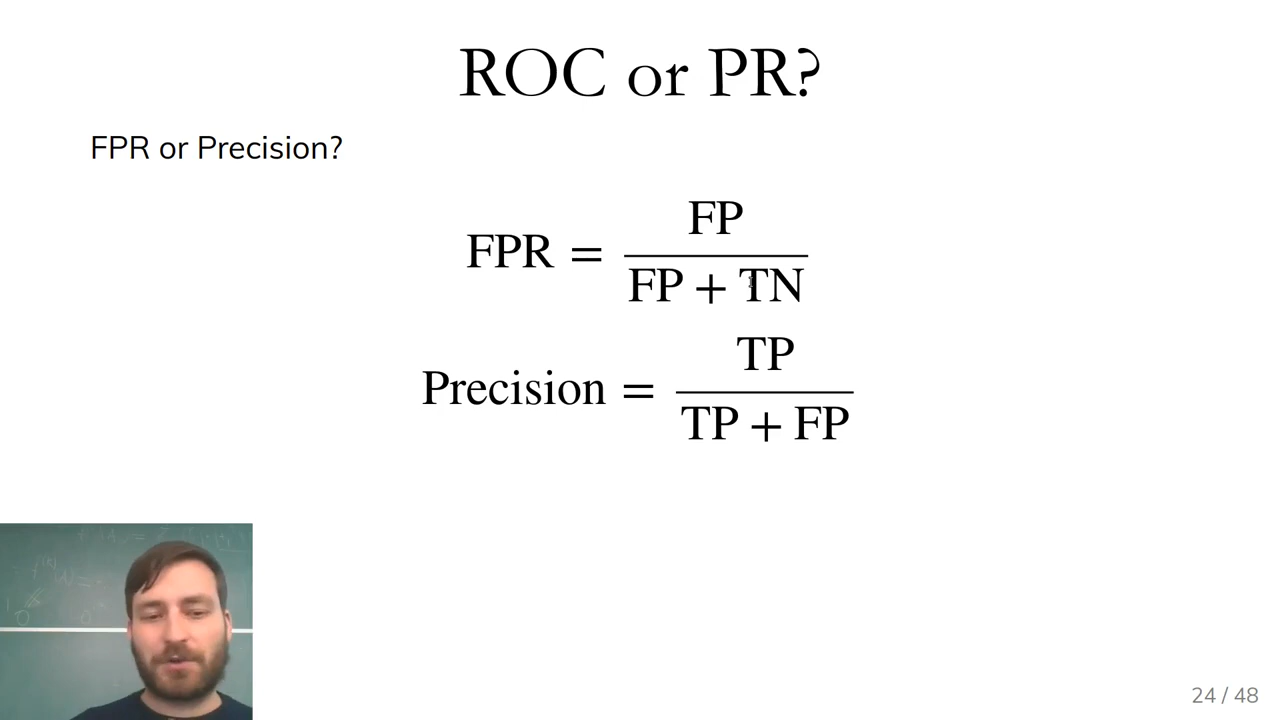 ROC or PR?
FPR or Precision?
FPR = FP / (FP + TN)
Precision = TP / (TP + FP)
24 / 48